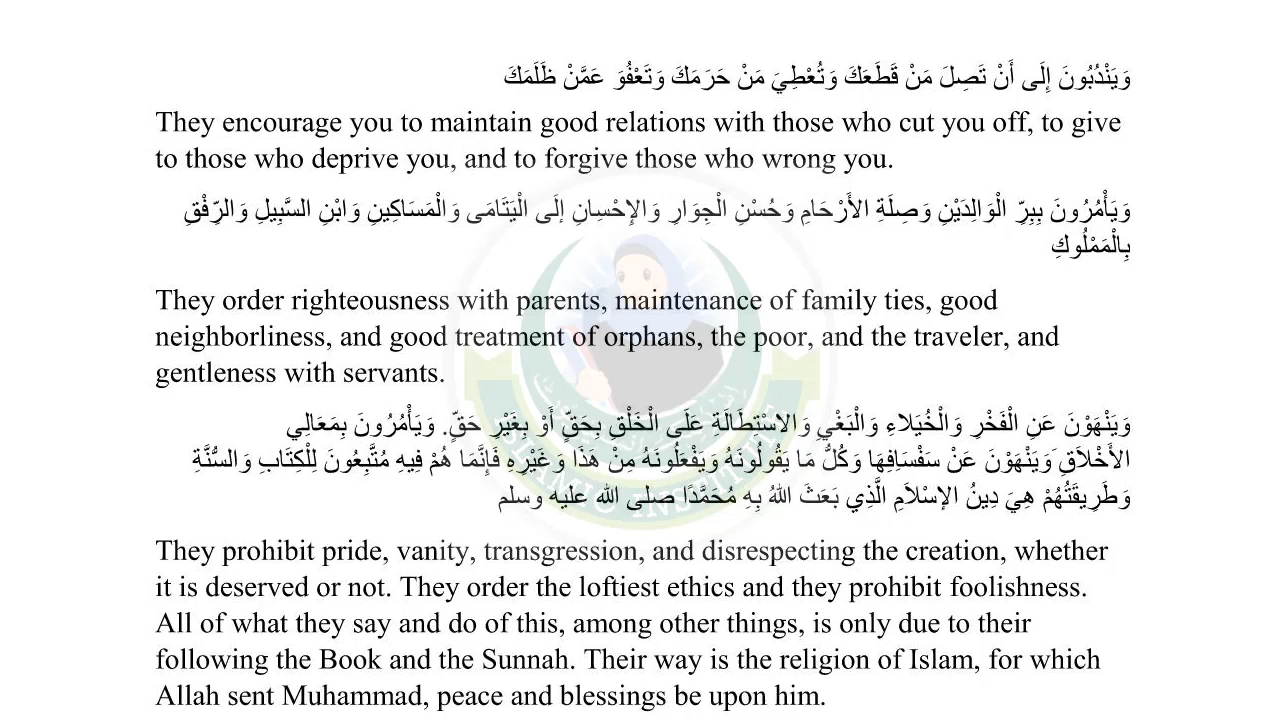 وَيَنْدُبُونَ إِلَى أَنْ تَصِلَ مَنْ قَطَعَكَ وَتُعْطِيَ مَنْ حَرَمَكَ وَتَعْفُوَ عَمَّنْ ظَلَمَكَ
They encourage you to maintain good relations with those who cut you off, to give
to those who deprive you, and to forgive those who wrong you.
وَيَأْمُرُونَ بِبِرِّ الْوَالِدَيْنِ وَصِلَةِ الأَرْحَامِ وَحُسْنِ الْجِوَارِ وَالإِحْسِانِ إلَى الْيَتَامَى وَالْمَسَاكِينِ وَابْنِ السَّبِيلِ وَالرِّفْقِ
بِالْمَمْلُوكِ
They order righteousness with parents, maintenance of family ties, good
neighborliness, and good treatment of orphans, the poor, and the traveler, and
gentleness with servants.
وَيَنْهَوْنَ عَنِ الْفَخْرِ وَالْخُيَلاءِ وَالْبَغْيِ وَالاسْتِطَالَةِ عَلَى الْخَلْقِ بِحَقٍّ أَوْ بِغَيْرِ حَقٍّ. وَيَأْمُرُونَ بِمَعَالِي
الأَخْلاَقِ وَيَنْهَوْنَ عَنْ سَفْسَافِهَا وَكُلُّ مَا يَقُولُونَهُ وَيَفْعَلُونَهُ مِنْ هَذَا وَغَيْرِهِ فَإِنَّمَا هُمْ فِيهِ مُتَّبِعُونَ لِلْكِتَابِ وَالسُّنَّةِ
وَطَرِيقَتُهُمْ هِيَ دِينُ الإسْلَامِ الَّذِي بَعَثَ اللهُ بِهِ مُحَمَّدًا صلى الله عليه وسلم
They prohibit pride, vanity, transgression, and disrespecting the creation, whether
it is deserved or not. They order the loftiest ethics and they prohibit foolishness.
All of what they say and do of this, among other things, is only due to their
following the Book and the Sunnah. Their way is the religion of Islam, for which
Allah sent Muhammad, peace and blessings be upon him.